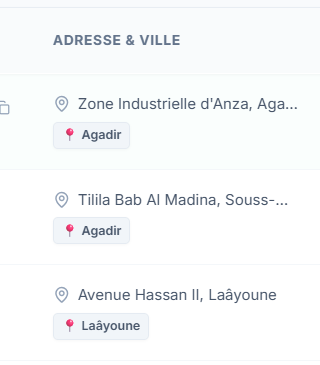 ADRESSE & VILLE
Zone Industrielle d'Anza, Aga...
Agadir
Tilila Bab Al Madina, Souss-...
Agadir
Avenue Hassan II, Laâyoune
Laâyoune